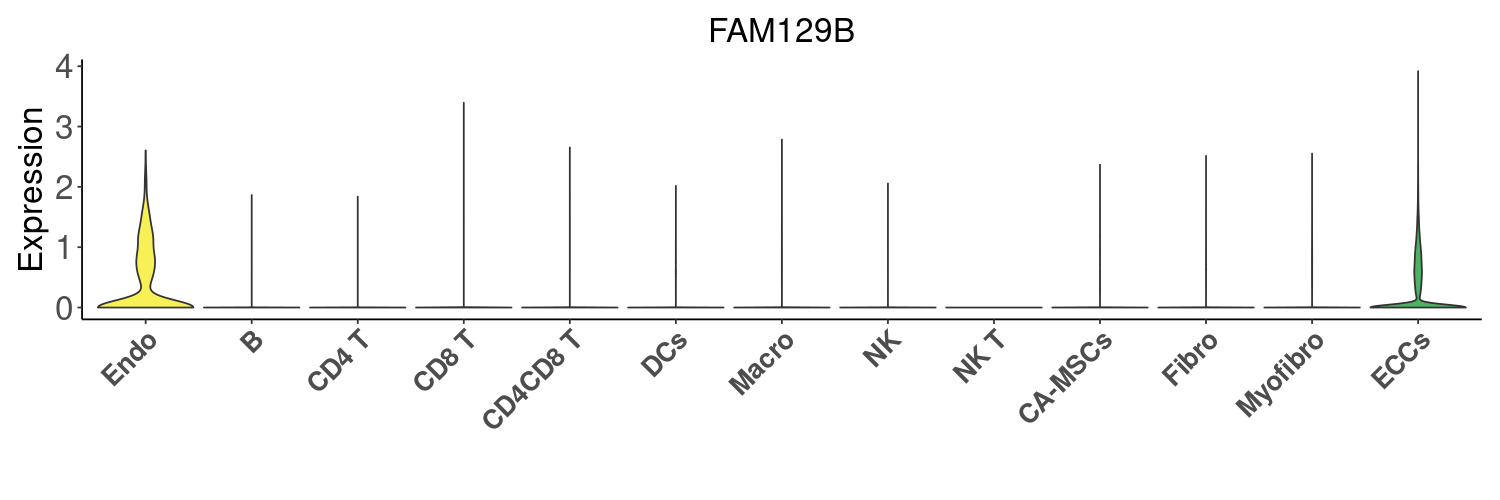 FAM129B
Expression
4
3
2
1
0
Endo
B
CD4 T
CD8 T
CD4CD8 T
DCs
Macro
NK
NK T
CA-MSCs
Fibro
Myofibro
ECCs